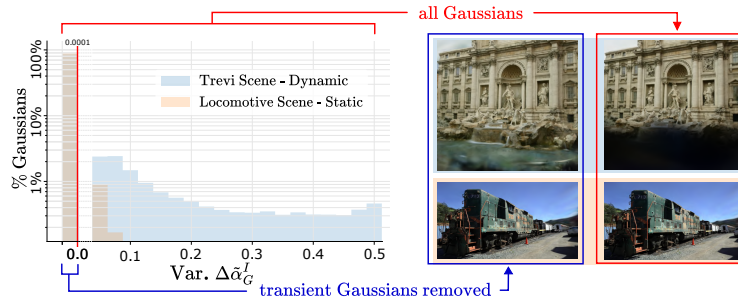 all Gaussians
0.0001
100%
10%
1%
% Gaussians
Trevi Scene - Dynamic
Locomotive Scene - Static
0.0 0.1 0.2 0.3 0.4 0.5
Var. Δα̃_G^I
transient Gaussians removed